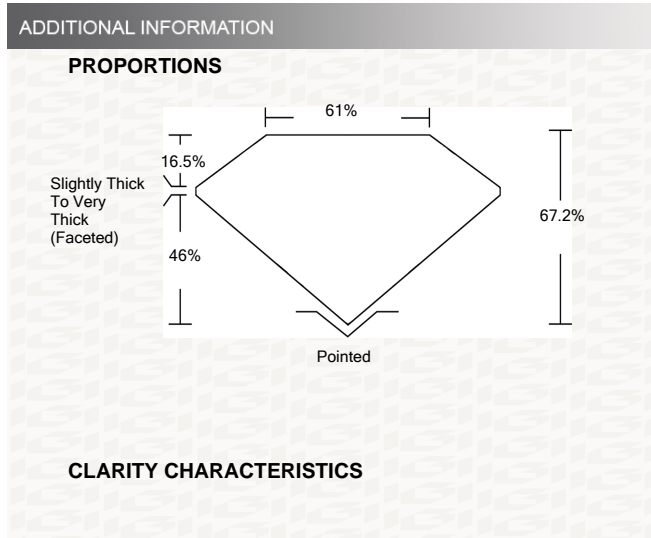 ADDITIONAL INFORMATION
PROPORTIONS
61%
16.5%
Slightly Thick
To Very
Thick
(Faceted)
67.2%
46%
Pointed
CLARITY CHARACTERISTICS